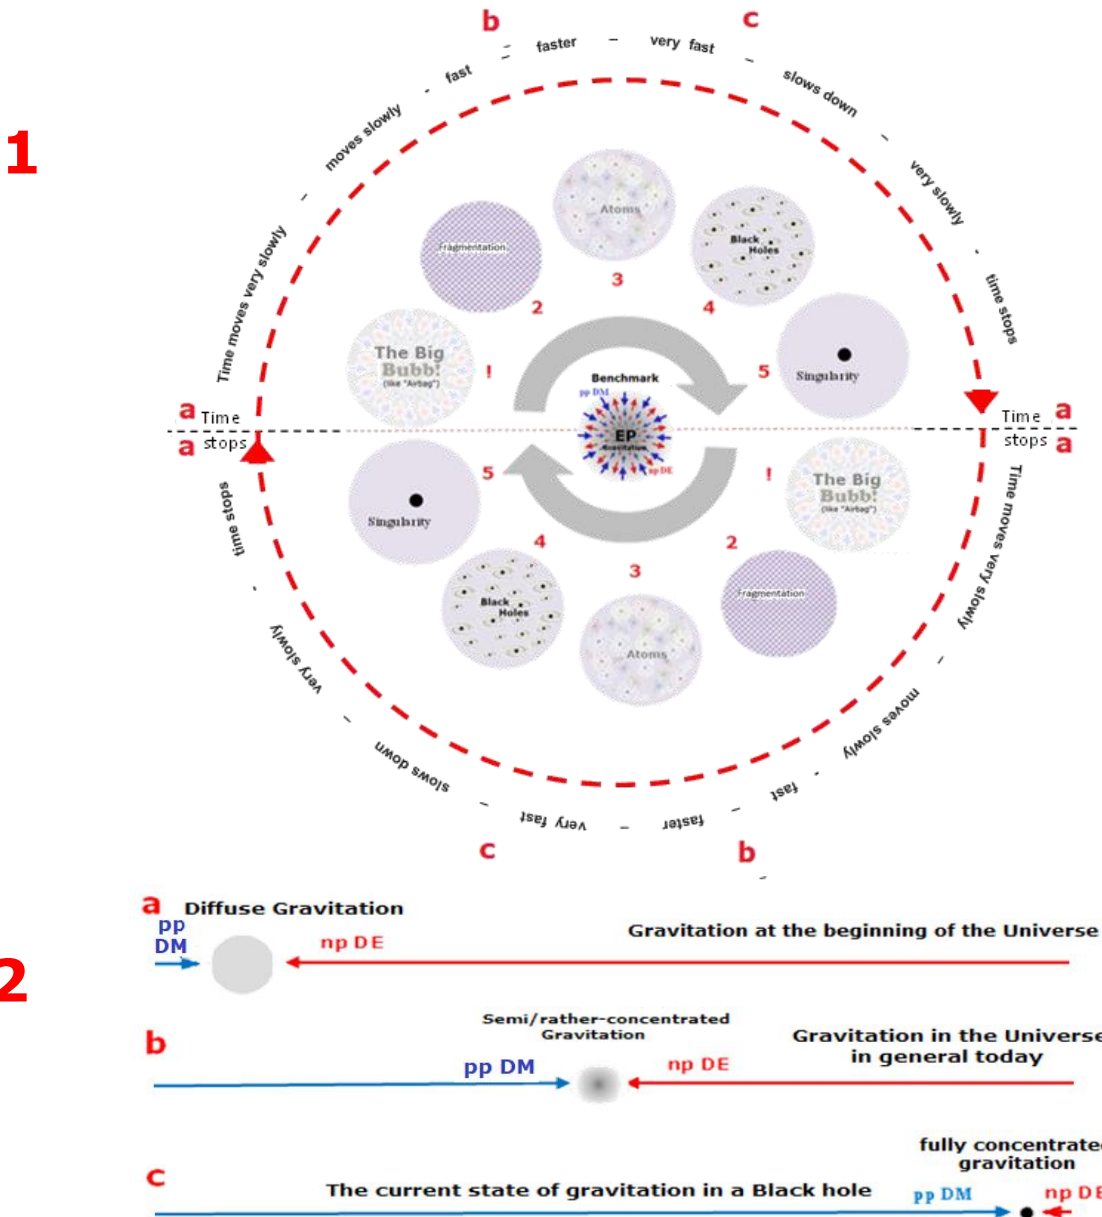 1
b
c
Time moves very slowly – moves slowly - fast – faster – very fast – slows down – very slowly - time stops
Atoms
Fragmentation
Black
Holes
3
2
4
The Big
Bubb!
(like "Airbag")
!
5
Singularity
Benchmark
pp DM
EP
Gravitation
np DE
a Time
a stops
Time a
stops a
5
Singularity
!
The Big
Bubb!
(like "Airbag")
4
2
3
Black
Holes
Fragmentation
Atoms
Time moves very slowly – moves slowly - fast – faster – very fast – slows down – very slowly - time stops
c
b
2
a Diffuse Gravitation
pp
DM
np DE
Gravitation at the beginning of the Universe
b
Semi/rather-concentrated
Gravitation
Gravitation in the Universe
in general today
pp DM
np DE
c
fully concentrated
gravitation
The current state of gravitation in a Black hole
pp DM
np DE